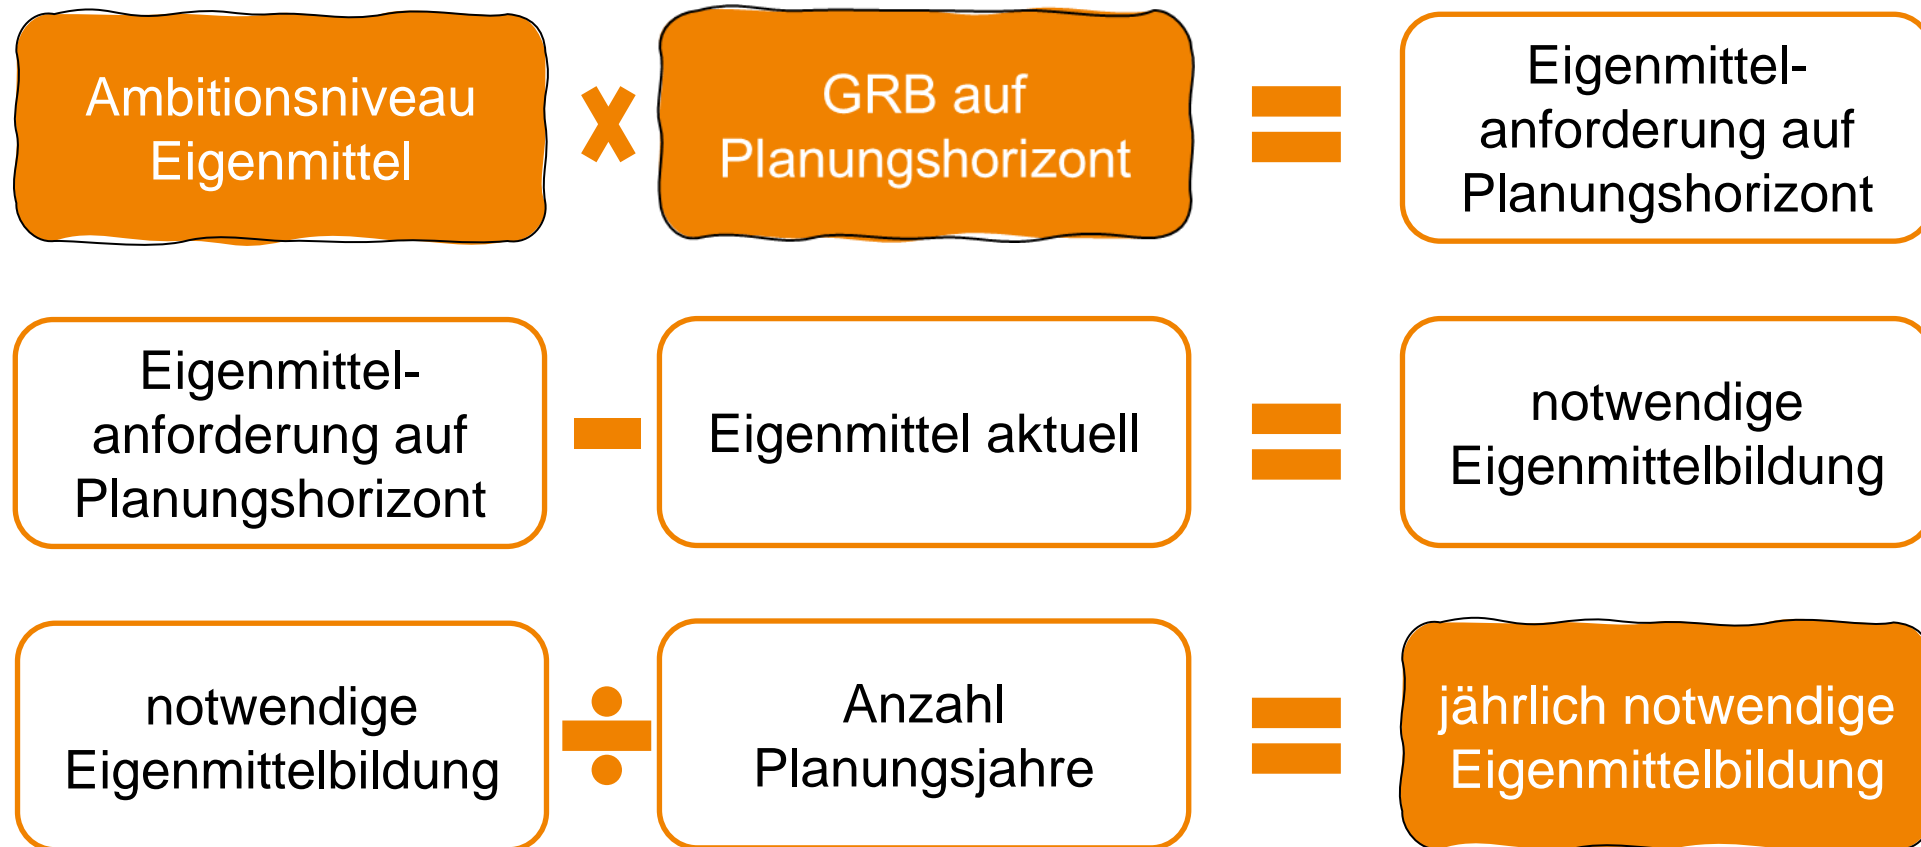 Ambitionsniveau
Eigenmittel
GRB auf
Planungshorizont
Eigenmittel-
anforderung auf
Planungshorizont
Eigenmittel-
anforderung auf
Planungshorizont
Eigenmittel aktuell
notwendige
Eigenmittelbildung
notwendige
Eigenmittelbildung
Anzahl
Planungsjahre
jährlich notwendige
Eigenmittelbildung